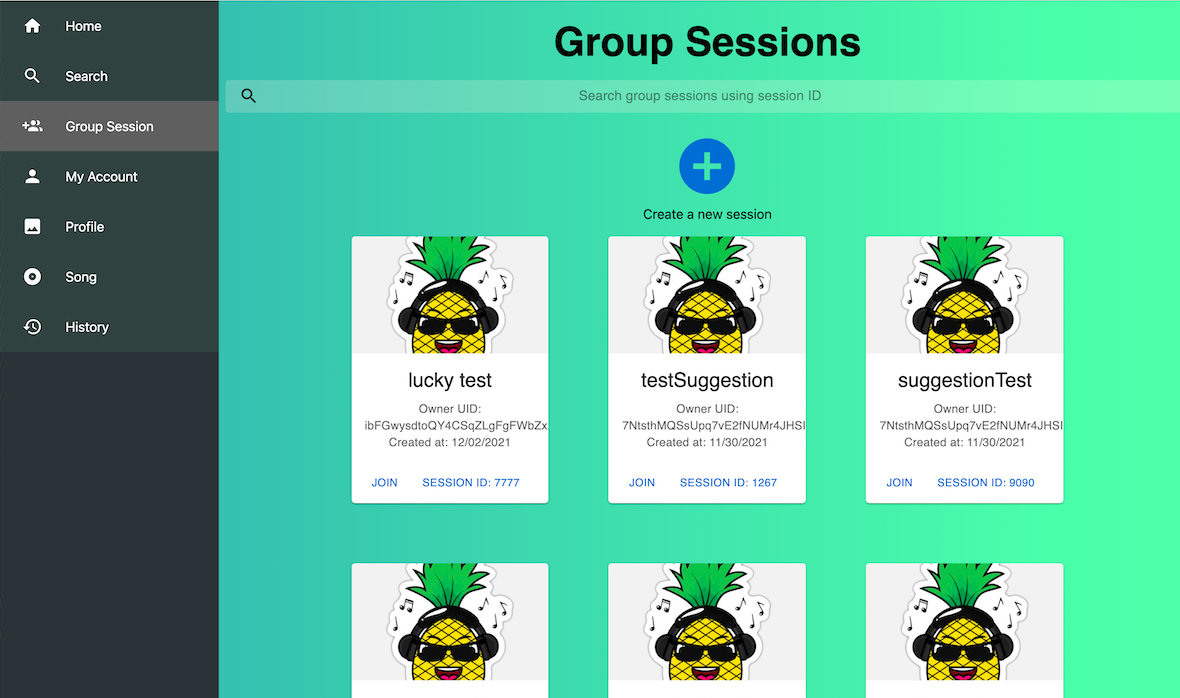 Home
Search
Group Session
My Account
Profile
Song
History
Group Sessions
Search group sessions using session ID
Create a new session
lucky test
Owner UID:
ibFGwysdtoQY4CSqZLgFgFWbZx
Created at: 12/02/2021
JOIN SESSION ID: 7777
testSuggestion
Owner UID:
7NtsthMQSsUpq7vE2fNUMr4JHSI
Created at: 11/30/2021
JOIN SESSION ID: 1267
suggestionTest
Owner UID:
7NtsthMQSsUpq7vE2fNUMr4JHSI
Created at: 11/30/2021
JOIN SESSION ID: 9090